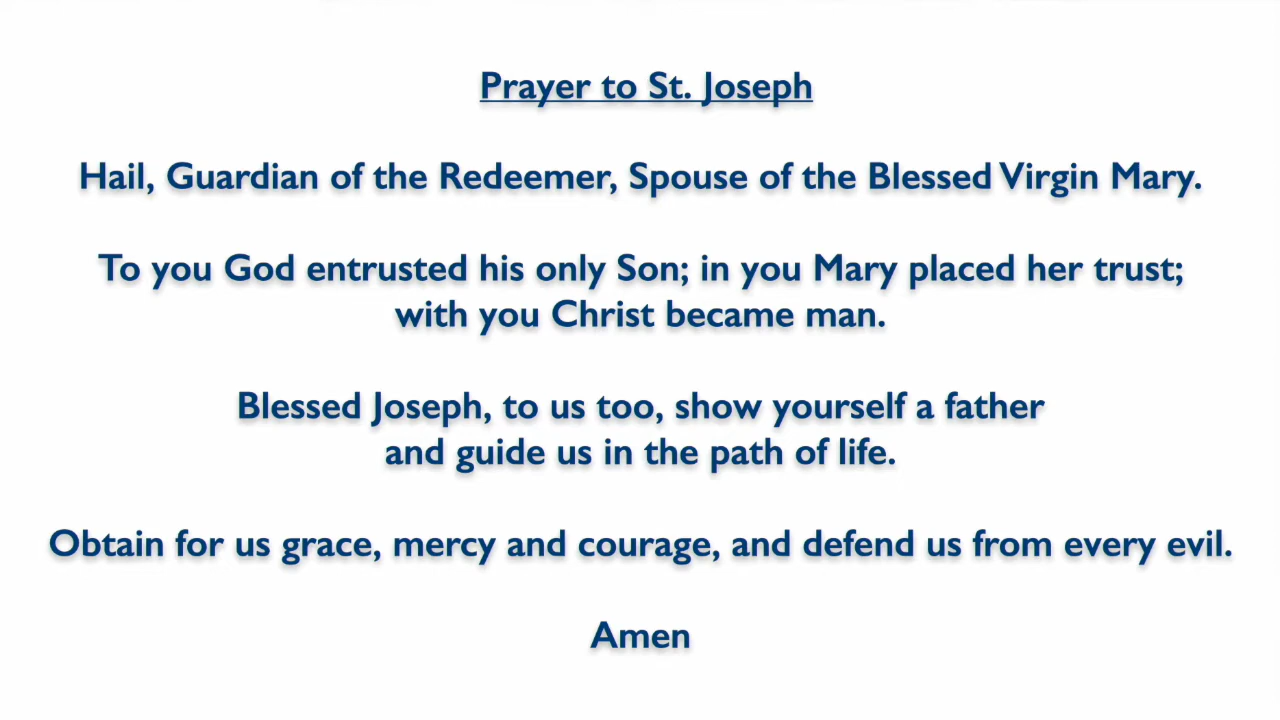 Prayer to St. Joseph
Hail, Guardian of the Redeemer, Spouse of the Blessed Virgin Mary.
To you God entrusted his only Son; in you Mary placed her trust;
with you Christ became man.
Blessed Joseph, to us too, show yourself a father
and guide us in the path of life.
Obtain for us grace, mercy and courage, and defend us from every evil.
Amen